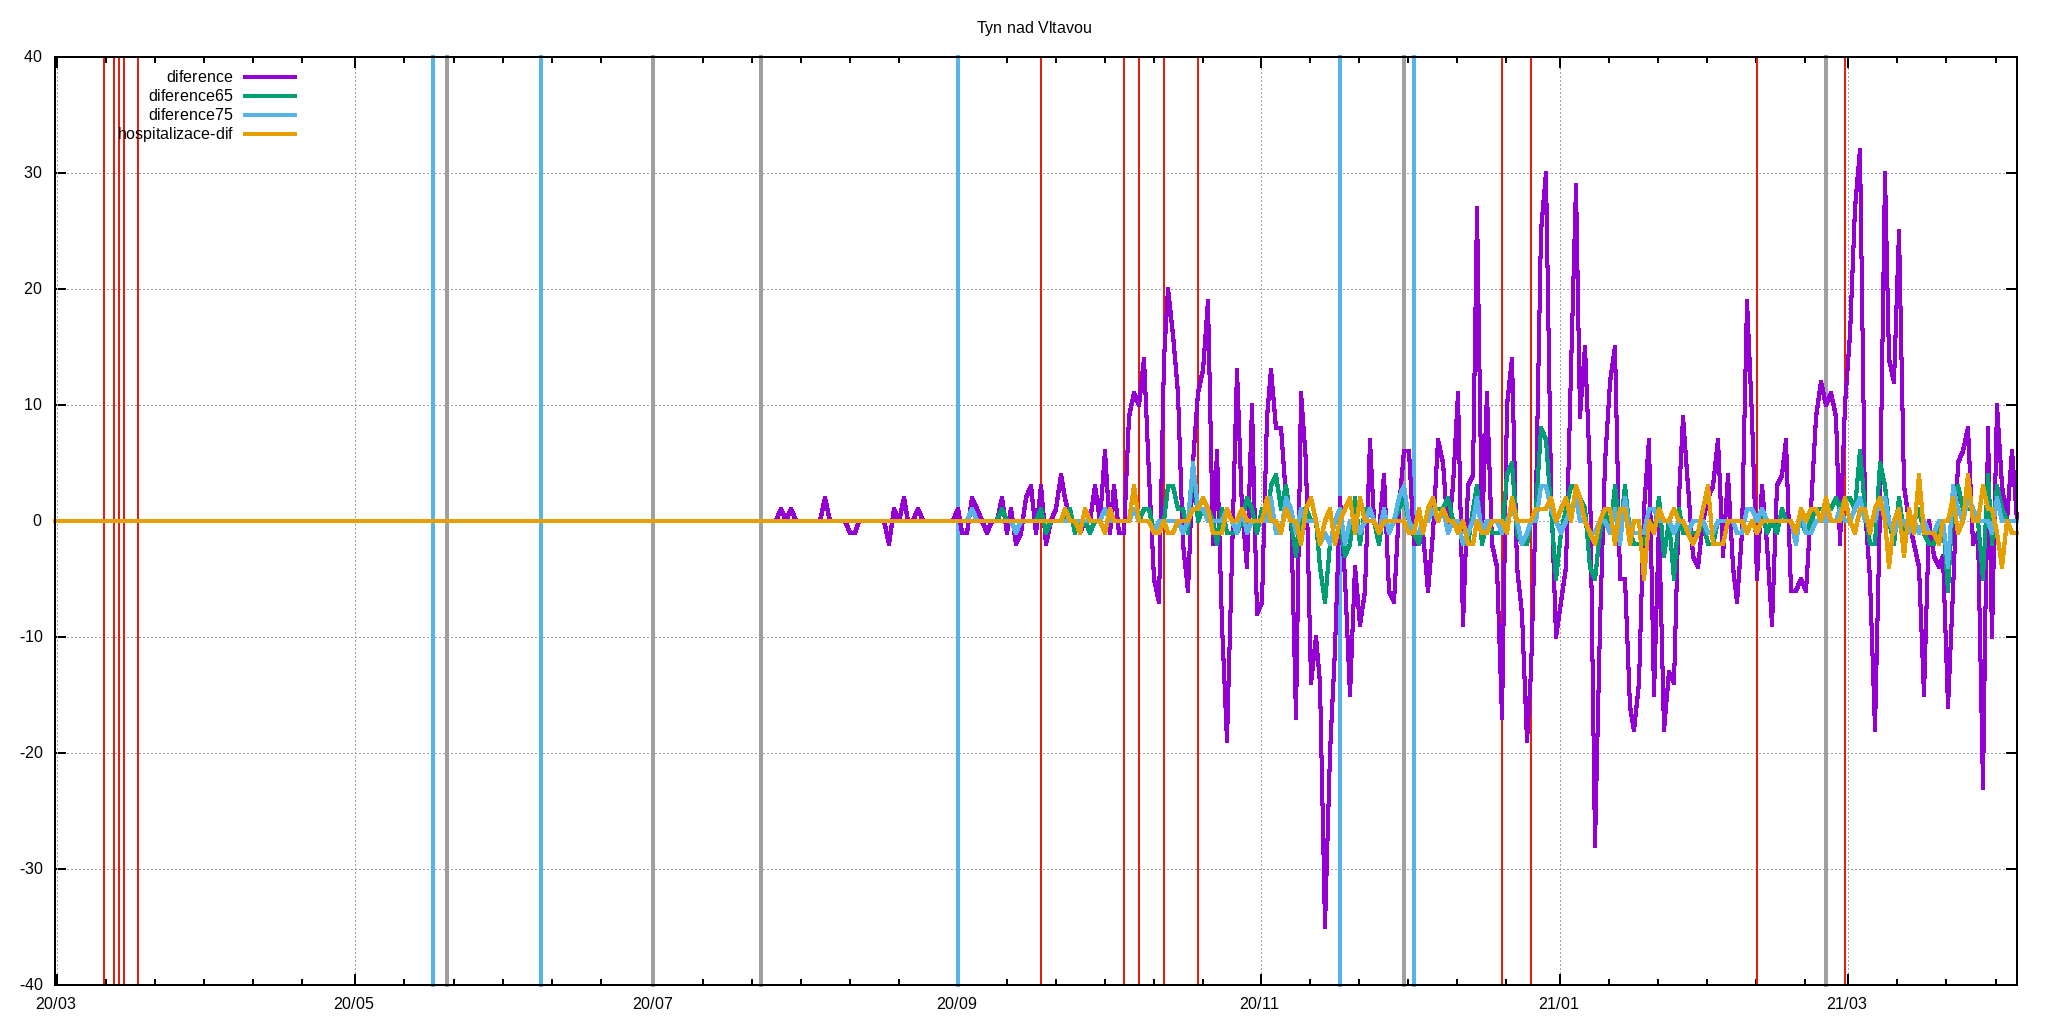 Tyn nad Vltavou
40
30
20
10
0
-10
-20
-30
-40
diference
diference65
diference75
hospitalizace-dif
20/03 20/05 20/07 20/09 20/11 21/01 21/03